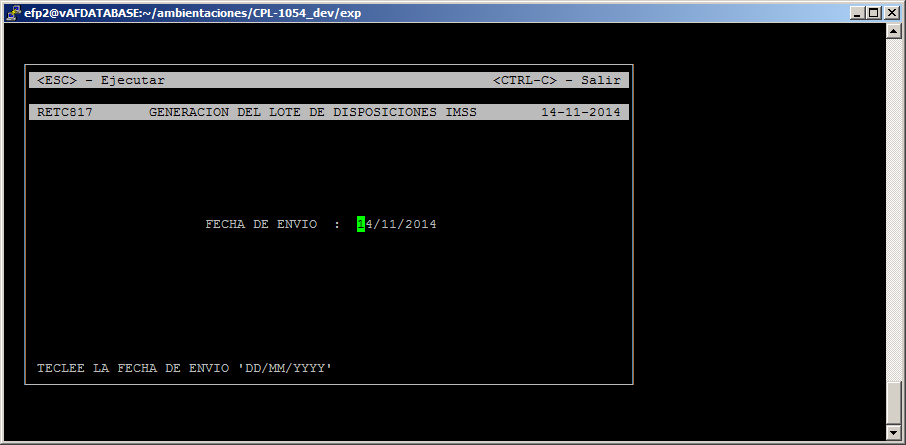 efp2@vAFDATABASE:~/ambientaciones/CPL-1054_dev/exp
<ESC> - Ejecutar <CTRL-C> - Salir
RETC817 GENERACION DEL LOTE DE DISPOSICIONES IMSS 14-11-2014
FECHA DE ENVIO : 14/11/2014
TECLEE LA FECHA DE ENVIO 'DD/MM/YYYY'